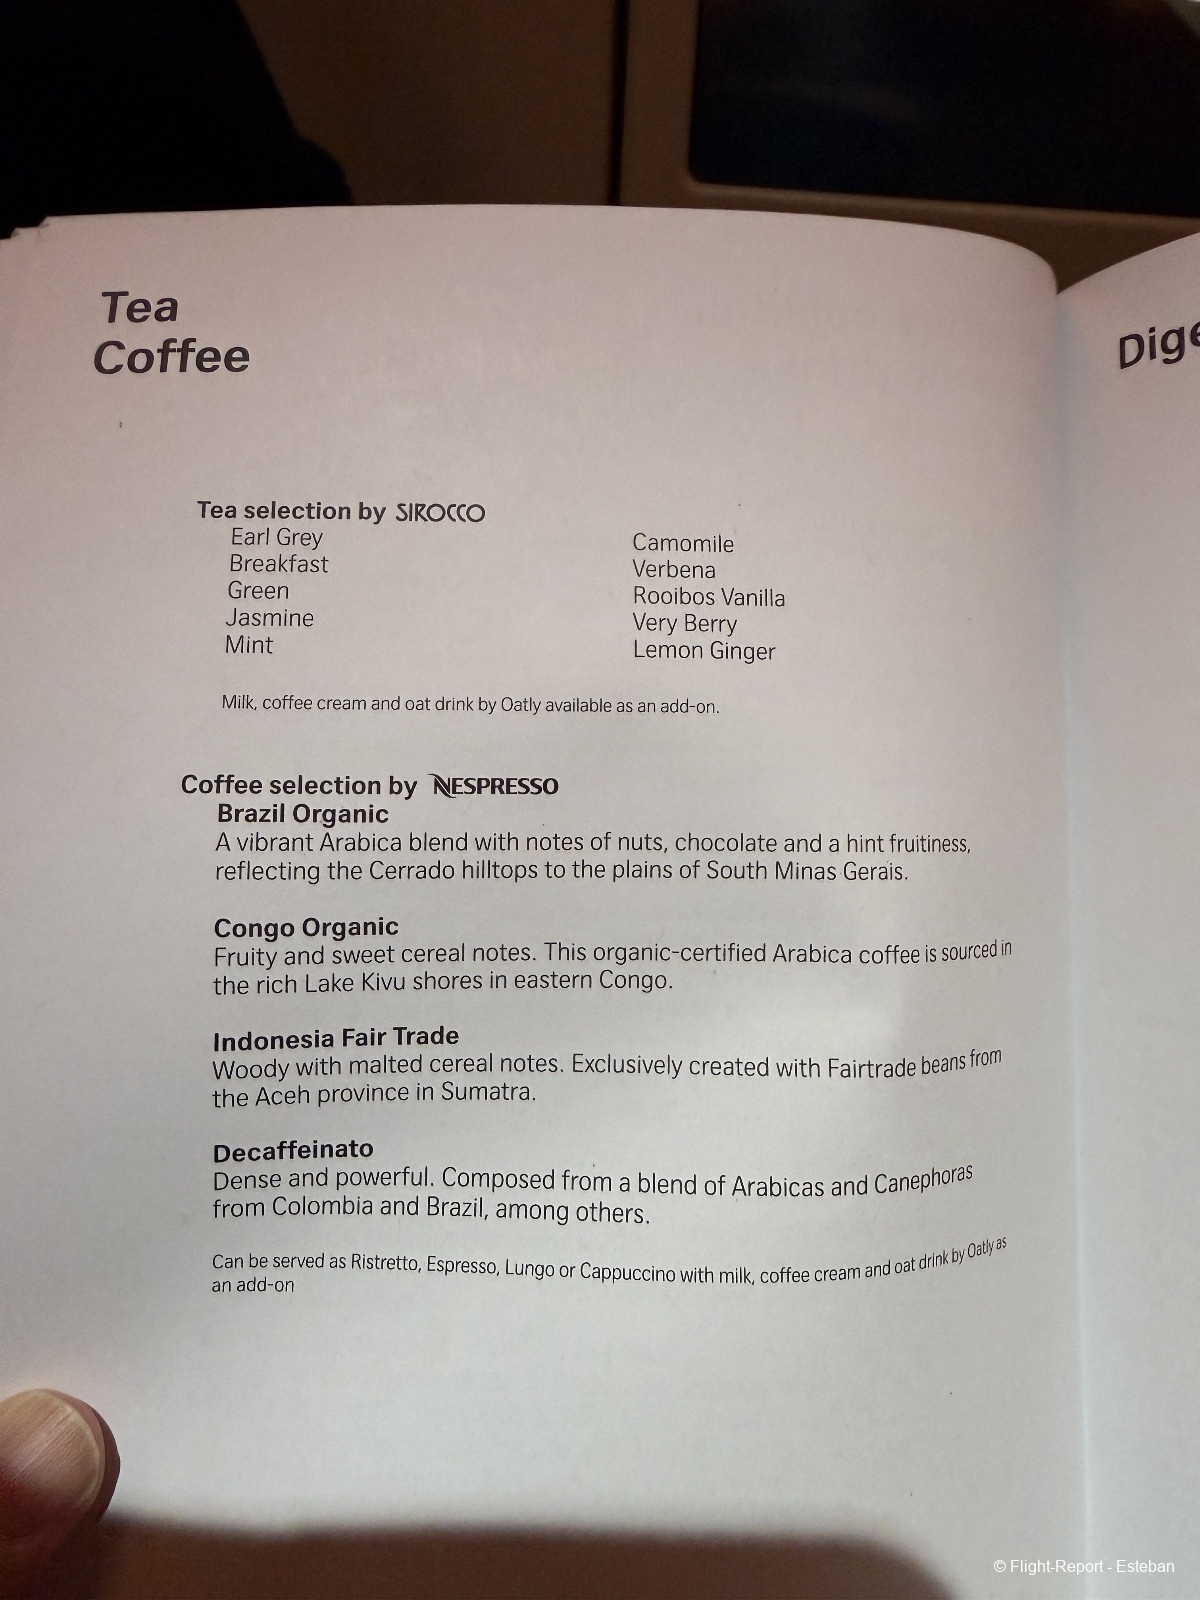 Tea
Coffee
Tea selection by SIROCCO
Earl Grey
Breakfast
Green
Jasmine
Mint
Camomile
Verbena
Rooibos Vanilla
Very Berry
Lemon Ginger
Milk, coffee cream and oat drink by Oatly available as an add-on.
Coffee selection by NESPRESSO
Brazil Organic
A vibrant Arabica blend with notes of nuts, chocolate and a hint fruitiness,
reflecting the Cerrado hilltops to the plains of South Minas Gerais.
Congo Organic
Fruity and sweet cereal notes. This organic-certified Arabica coffee is sourced in
the rich Lake Kivu shores in eastern Congo.
Indonesia Fair Trade
Woody with malted cereal notes. Exclusively created with Fairtrade beans from
the Aceh province in Sumatra.
Decaffeinato
Dense and powerful. Composed from a blend of Arabicas and Canephoras
from Colombia and Brazil, among others.
Can be served as Ristretto, Espresso, Lungo or Cappuccino with milk, coffee cream and oat drink by Oatly as
an add-on
© Flight-Report - Esteban